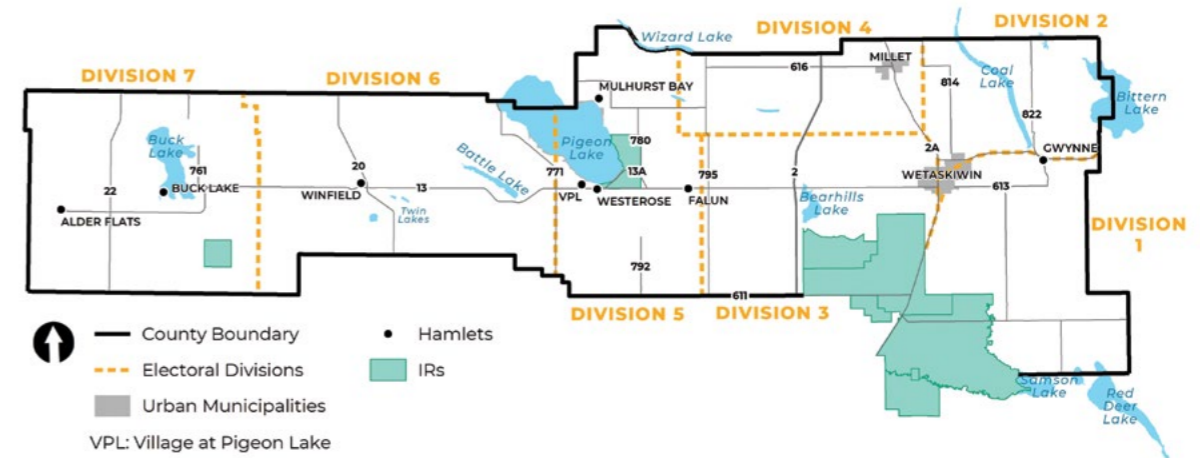 DIVISION 2
DIVISION 4
Wizard Lake
MILLET
616
DIVISION 7
DIVISION 6
814
Coal
Lake
MULHURST BAY
Bittern
Lake
822
Buck
Lake
Pigeon
Lake
780
2A
GWYNNE
Battle Lake
761
20
771
13A
795
2
WETASKIWIN
22
BUCK LAKE
WINFIELD
13
VPL
WESTEROSE
FALUN
613
Bearhills
Lake
Twin
Lakes
ALDER FLATS
DIVISION
1
792
611
DIVISION 5
DIVISION 3
County Boundary
Hamlets
Electoral Divisions
IRs
Urban Municipalities
VPL: Village at Pigeon Lake
Samson
Lake
Red
Deer
Lake